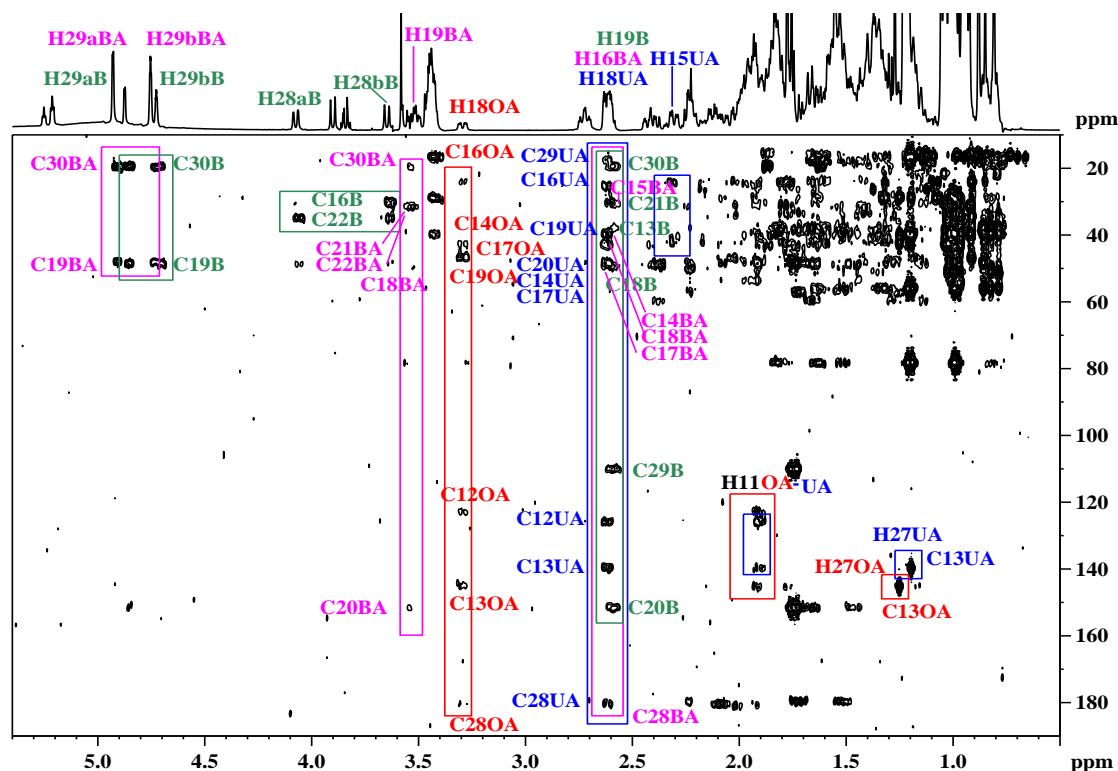 H19BA
H29aBA H29bBA
H19B
H16BA H15UA
H29aB H29bB H28bB
H28aB
H18UA
H18OA
ppm
C30BA C30B C30BA C16OA C29UA C30B
20
C16UA C15BA
C16B C21B
C22B C14OA C19UA C13B
40
C21BA C17OA
C19BA C19B C22BA C20UA
C18BA C19OA C14UA C18B
C17UA
60
C14BA
C18BA
C17BA
80
100
C29B
H11OA-UA
C12OA
120
C12UA
H27UA
C13UA H27OA C13UA
140
C20BA C13OA C20B C13OA
160
C28UA
180
C28OA C28BA
5.0 4.5 4.0 3.5 3.0 2.5 2.0 1.5 1.0 ppm